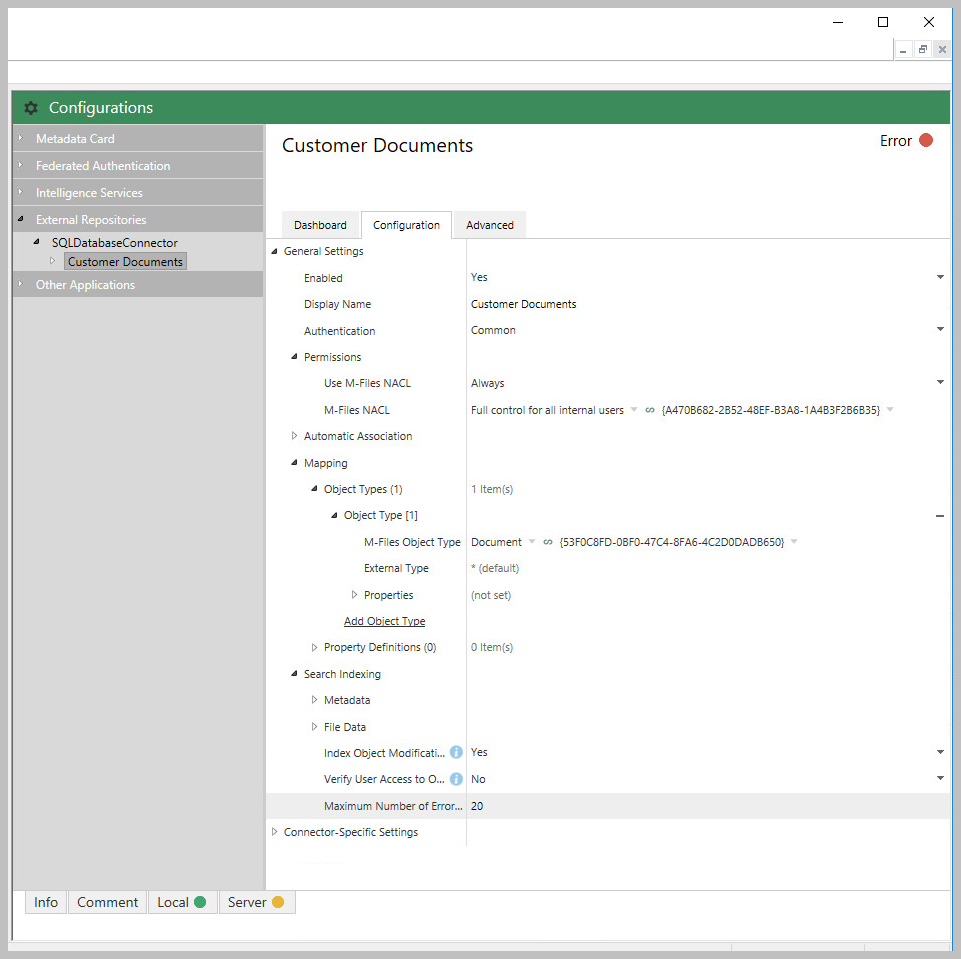 Configurations
Metadata Card
Federated Authentication
Intelligence Services
External Repositories
SQLDatabaseConnector
Customer Documents
Other Applications
Customer Documents
Error
Dashboard Configuration Advanced
General Settings
Enabled Yes
Display Name Customer Documents
Authentication Common
Permissions
Use M-Files NACL Always
M-Files NACL Full control for all internal users {A470B682-2B52-48EF-B3A8-1A4B3F2B6B35}
Automatic Association
Mapping
Object Types (1) 1 Item(s)
Object Type [1]
M-Files Object Type Document {53F0C8FD-0BF0-47C4-8FA6-4C2D0DADB650}
External Type * (default)
Properties (not set)
Add Object Type
Property Definitions (0) 0 Item(s)
Search Indexing
Metadata
File Data
Index Object Modificati... Yes
Verify User Access to O... No
Maximum Number of Error... 20
Connector-Specific Settings
Info Comment Local Server